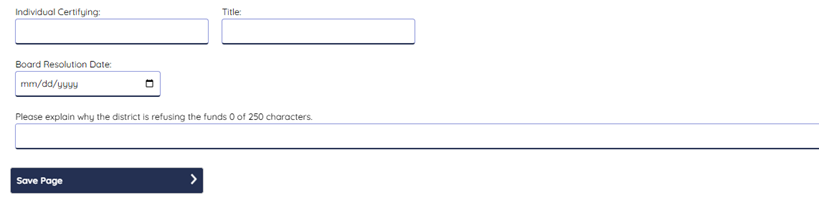 Individual Certifying: Title:
Board Resolution Date:
mm/dd/yyyy
Please explain why the district is refusing the funds 0 of 250 characters.
Save Page